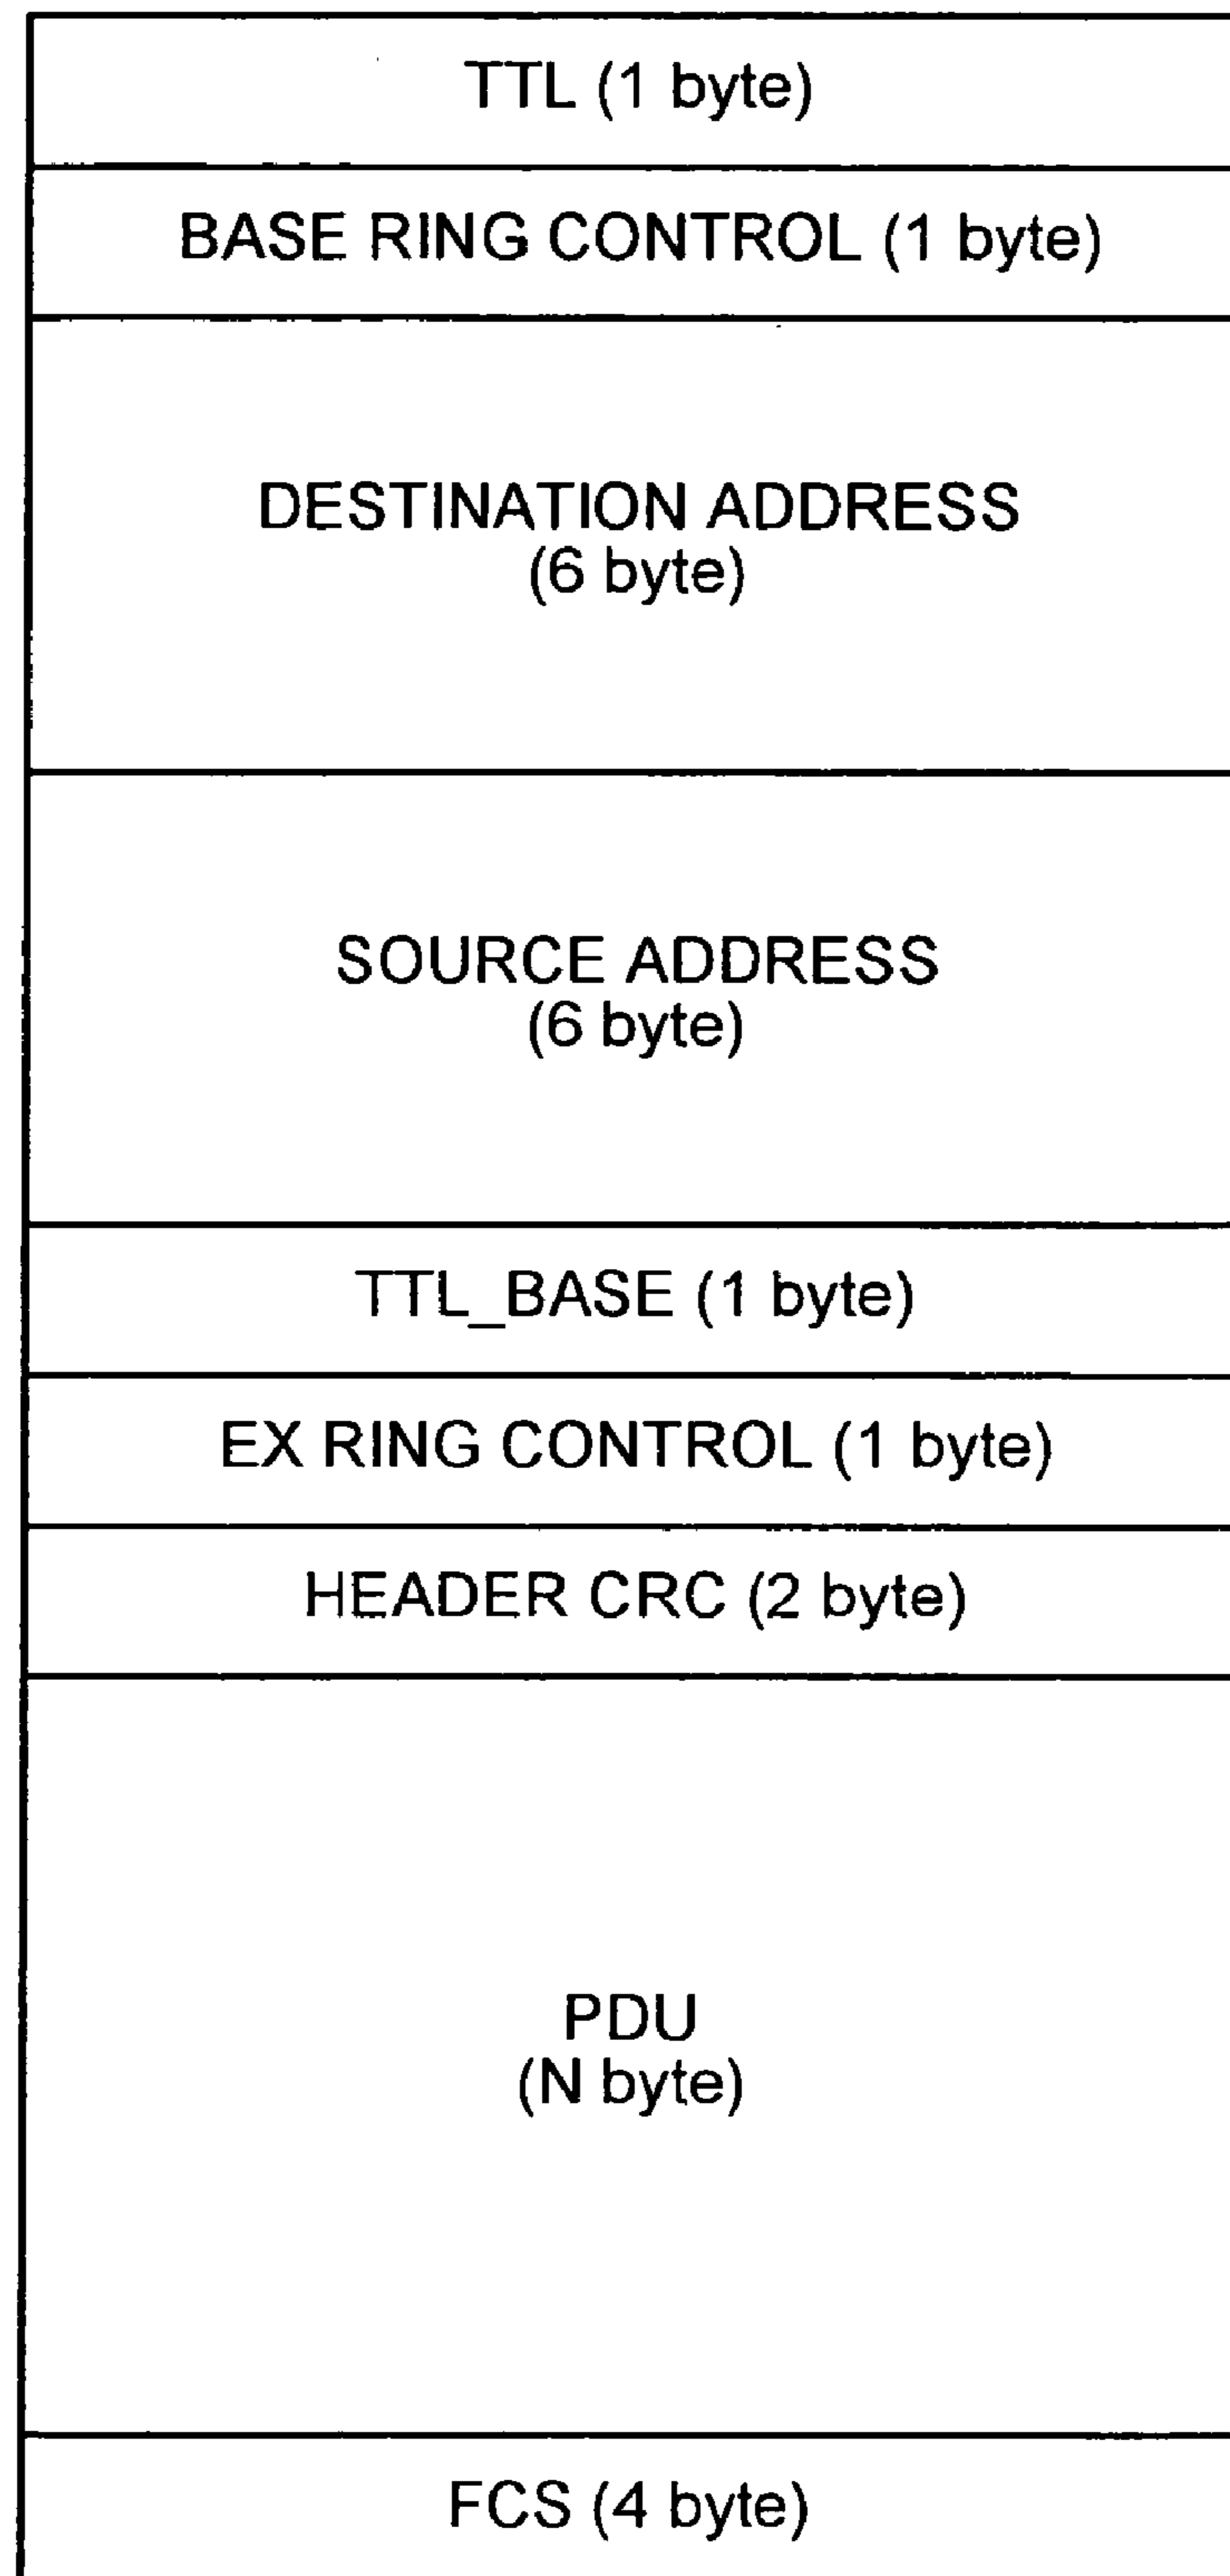 TTL (1 byte)
BASE RING CONTROL (1 byte)
DESTINATION ADDRESS
(6 byte)
SOURCE ADDRESS
(6 byte)
TTL_BASE (1 byte)
EX RING CONTROL (1 byte)
HEADER CRC (2 byte)
PDU
(N byte)
FCS (4 byte)